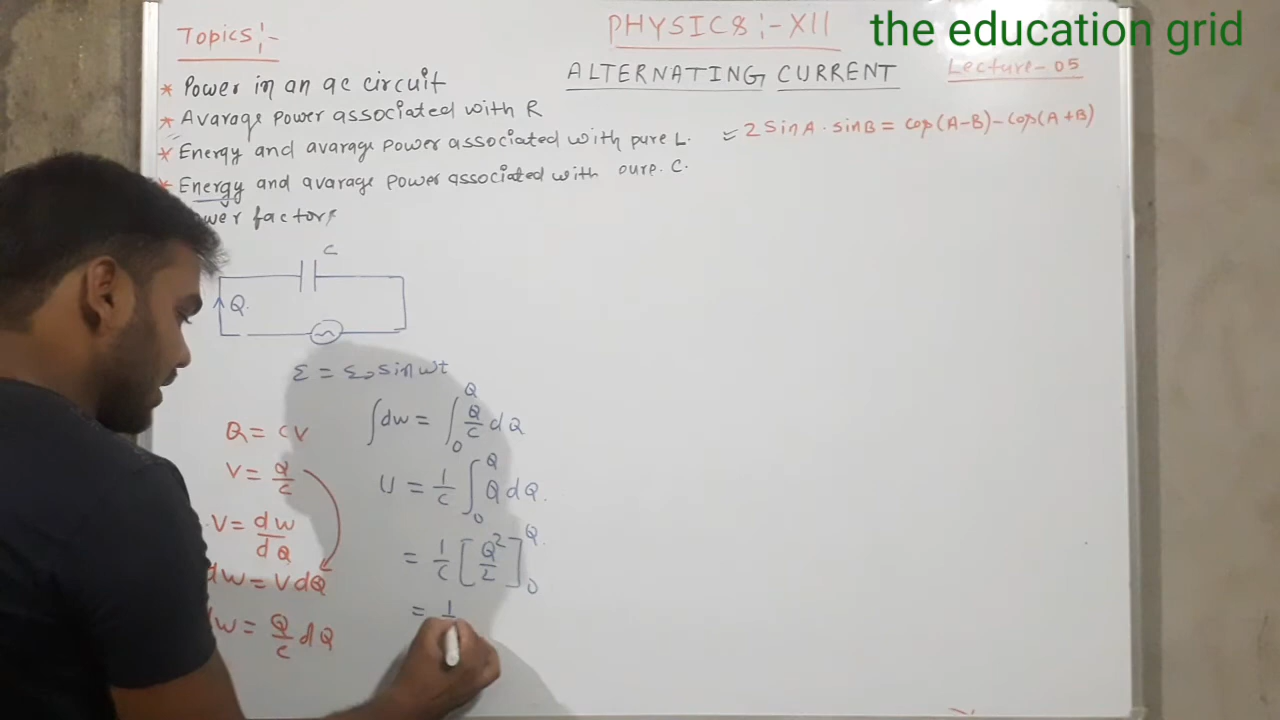 the education grid
PHYSICS:- XII
Topics:-
ALTERNATING CURRENT
Lecture-05
* Power in an ac circuit
* Avarage power associated with R
* Energy and avarage power associated with pure L.
= 2 SinA . sinB = cos(A-B) - cos(A+B)
* Energy and avarage power associated with pure. C.
wer factor
C
Q.
Ɛ = Ɛ₀ sin wt
Q = CV
V = Q/C
V = dw/dQ
dw = VdQ
w = Q/C dQ
∫dw = ∫₀^Q Q/C dQ
U = 1/C ∫₀^Q Q dQ.
= 1/C [Q²/2]₀^Q.
= 1